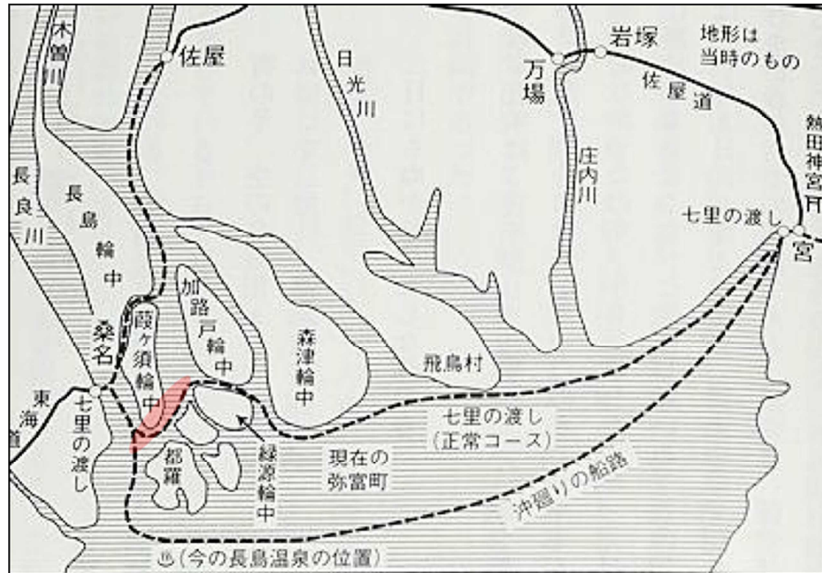 木曽川
佐屋
日光川
万場
岩塚
地形は
当時のもの
佐屋道
熱田神宮
長良川
長島輪中
庄内川
七里の渡し
宮
加路戸輪中
桑名
霞ヶ須輪中
森津輪中
飛鳥村
東海道
七里の渡し
七里の渡し
(正常コース)
都羅
緑源輪中
現在の
弥富町
沖廻りの船路
♨(今の長島温泉の位置)